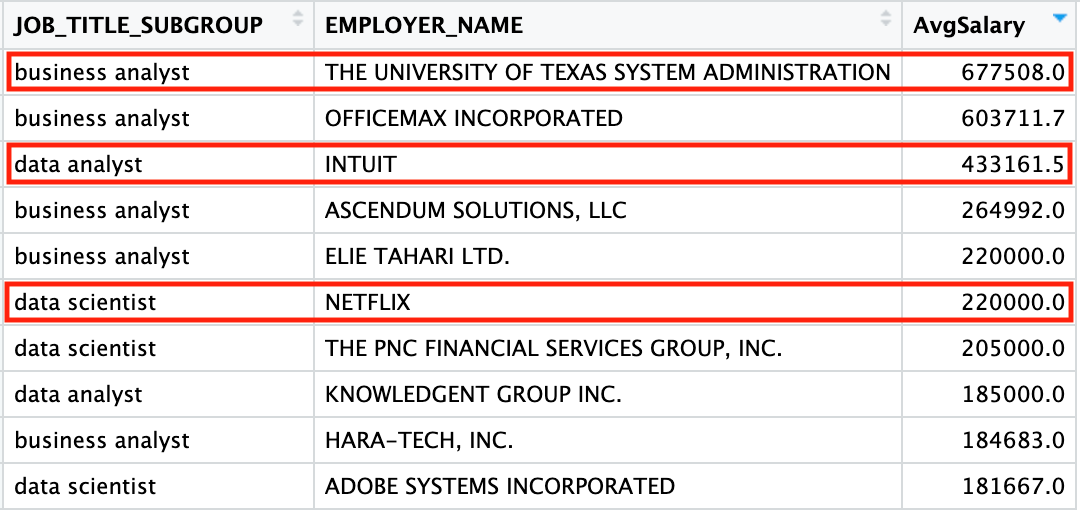 JOB_TITLE_SUBGROUP EMPLOYER_NAME AvgSalary
business analyst THE UNIVERSITY OF TEXAS SYSTEM ADMINISTRATION 677508.0
business analyst OFFICEMAX INCORPORATED 603711.7
data analyst INTUIT 433161.5
business analyst ASCENDUM SOLUTIONS, LLC 264992.0
business analyst ELIE TAHARI LTD. 220000.0
data scientist NETFLIX 220000.0
data scientist THE PNC FINANCIAL SERVICES GROUP, INC. 205000.0
data analyst KNOWLEDGENT GROUP INC. 185000.0
business analyst HARA-TECH, INC. 184683.0
data scientist ADOBE SYSTEMS INCORPORATED 181667.0